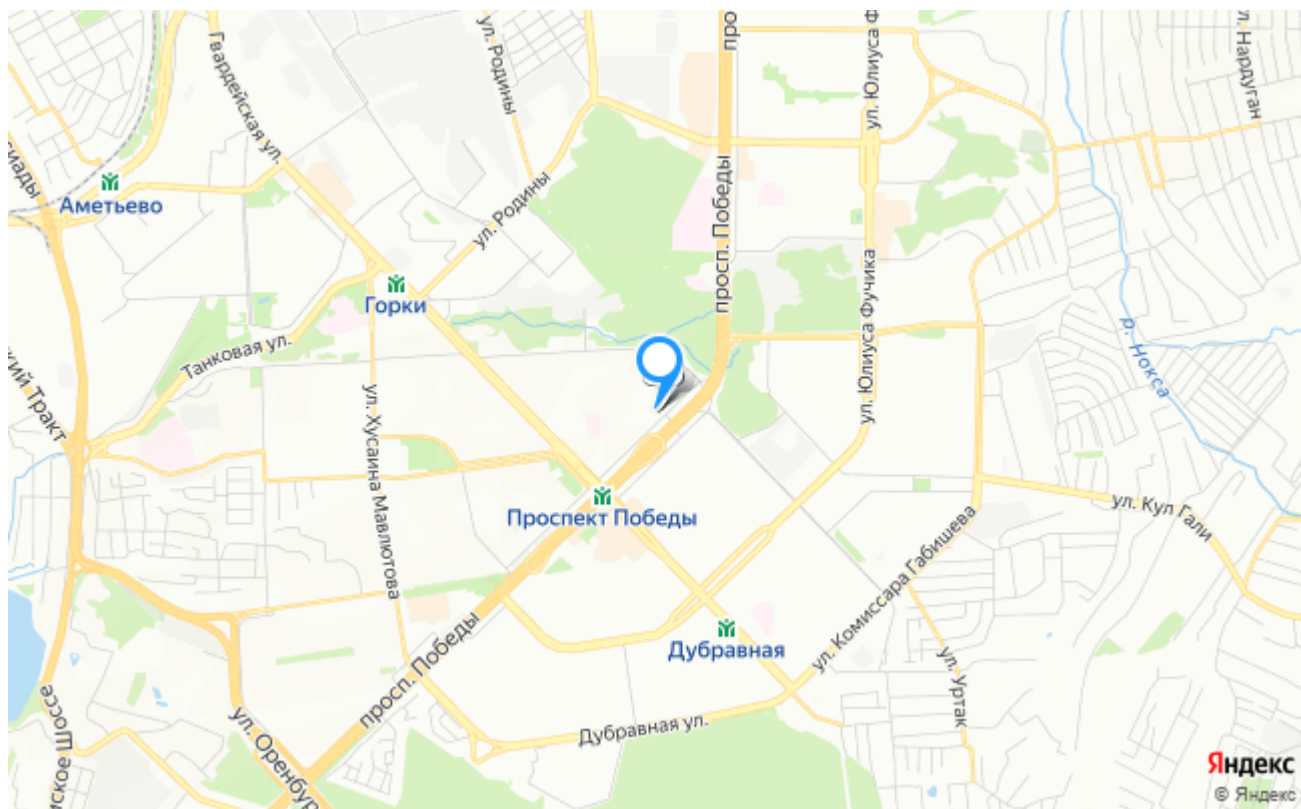 ул. Родины
просп.
ул. Юлиуса Ф
ул. Нардуган
Гвардейская ул.
Аметьево
ул. Родины
просп. Победы
Горки
ул. Юлиуса Фучика
р. Нокса
Танковая ул.
кий Тракт
ул. Хусаина Мавлютова
Проспект Победы
ул. Кул Гали
ул. Комиссара Габишева
просп. Победы
Дубравная
ул. Уртак
Дубравная ул.
ул. Оренбур
ское Шоссе
Яндекс
© Яндекс